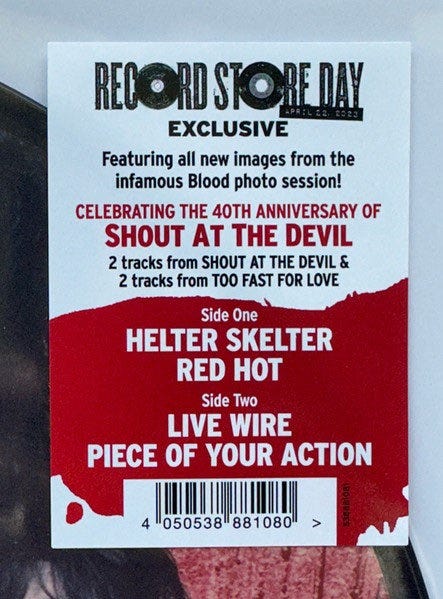 RECORD STORE DAY
APRIL 22, 2023
EXCLUSIVE
Featuring all new images from the
infamous Blood photo session!
CELEBRATING THE 40TH ANNIVERSARY OF
SHOUT AT THE DEVIL
2 tracks from SHOUT AT THE DEVIL &
2 tracks from TOO FAST FOR LOVE
Side One
HELTER SKELTER
RED HOT
Side Two
LIVE WIRE
PIECE OF YOUR ACTION
4 050538 881080 >
538881081